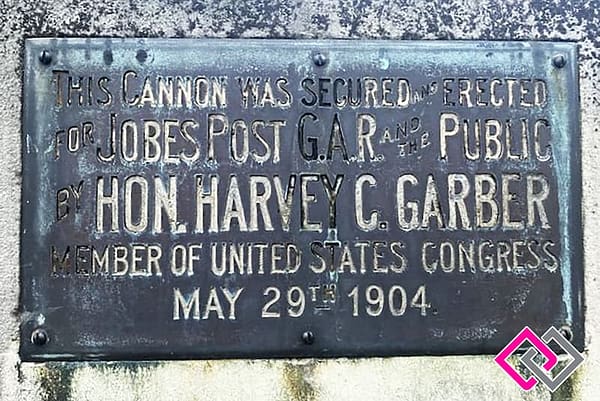 THIS CANNON WAS SECURED AND ERECTED
FOR JOBES POST G.A.R. AND THE PUBLIC
BY HON. HARVEY C. GARBER
MEMBER OF UNITED STATES CONGRESS
MAY 29TH 1904.